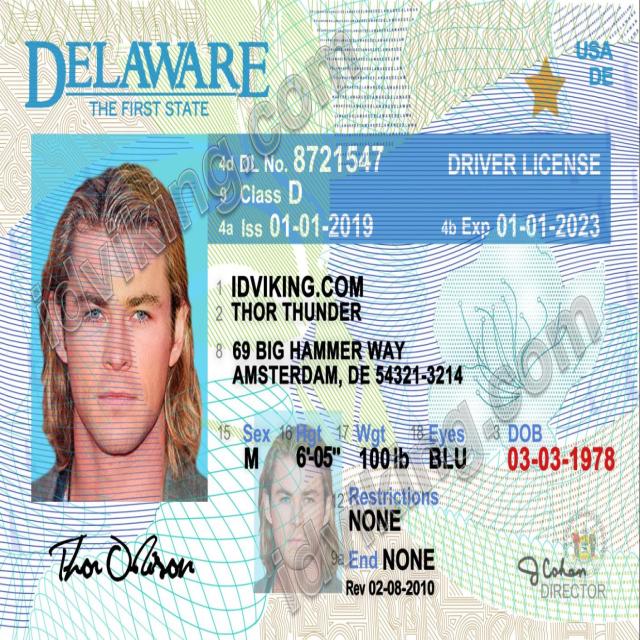 DELAWARE
THE FIRST STATE
USA
DE
4d DL No. 8721547
DRIVER LICENSE
9 Class D
4a Iss 01-01-2019
4b Exp 01-01-2023
1 IDVIKING.COM
2 THOR THUNDER
8 69 BIG HAMMER WAY
AMSTERDAM, DE 54321-3214
15 Sex 16 Hgt 17 Wgt 18 Eyes 3 DOB
M 6'-05" 100 lb BLU 03-03-1978
12 Restrictions
NONE
9a End NONE
Rev 02-08-2010
Thor Odinson
J Cohen
DIRECTOR
idviking.com
idviking.com